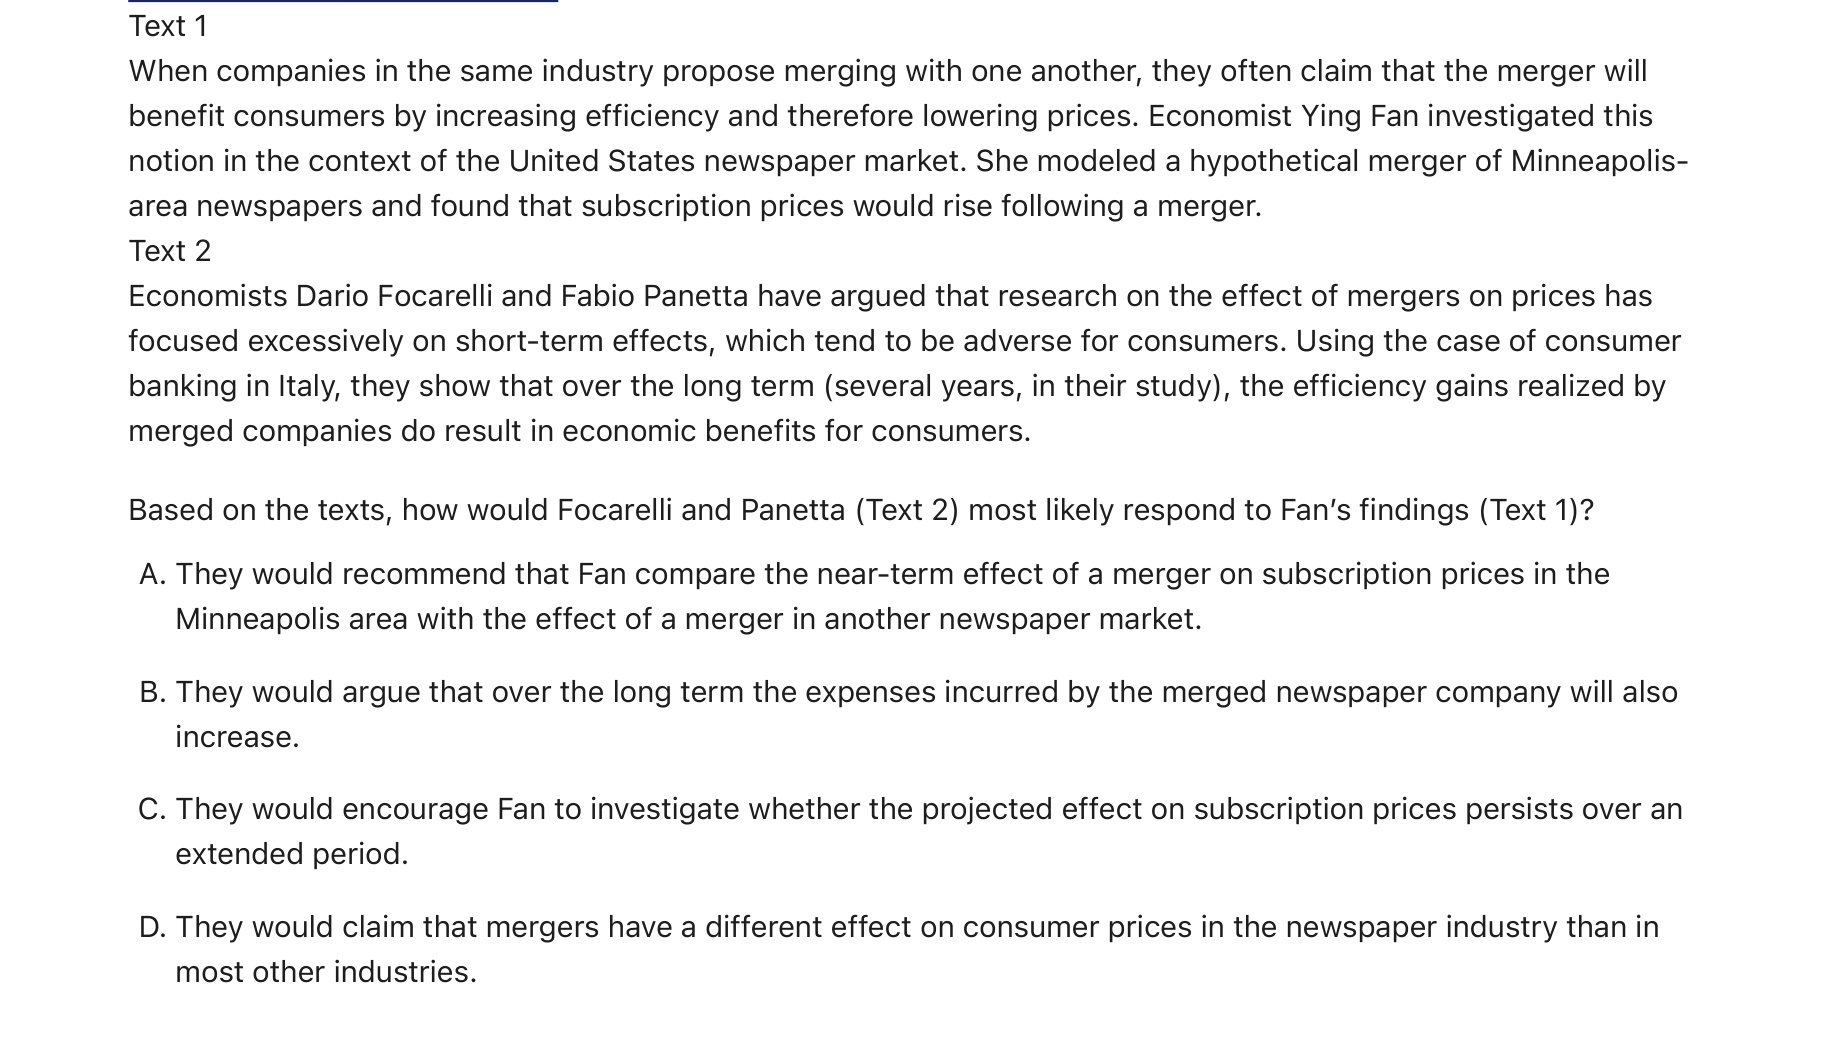 Text 1
When companies in the same industry propose merging with one another, they often claim that the merger will
benefit consumers by increasing efficiency and therefore lowering prices. Economist Ying Fan investigated this
notion in the context of the United States newspaper market. She modeled a hypothetical merger of Minneapolis-
area newspapers and found that subscription prices would rise following a merger.
Text 2
Economists Dario Focarelli and Fabio Panetta have argued that research on the effect of mergers on prices has
focused excessively on short-term effects, which tend to be adverse for consumers. Using the case of consumer
banking in Italy, they show that over the long term (several years, in their study), the efficiency gains realized by
merged companies do result in economic benefits for consumers.
Based on the texts, how would Focarelli and Panetta (Text 2) most likely respond to Fan’s findings (Text 1)?
A. They would recommend that Fan compare the near-term effect of a merger on subscription prices in the
Minneapolis area with the effect of a merger in another newspaper market.
B. They would argue that over the long term the expenses incurred by the merged newspaper company will also
increase.
C. They would encourage Fan to investigate whether the projected effect on subscription prices persists over an
extended period.
D. They would claim that mergers have a different effect on consumer prices in the newspaper industry than in
most other industries.